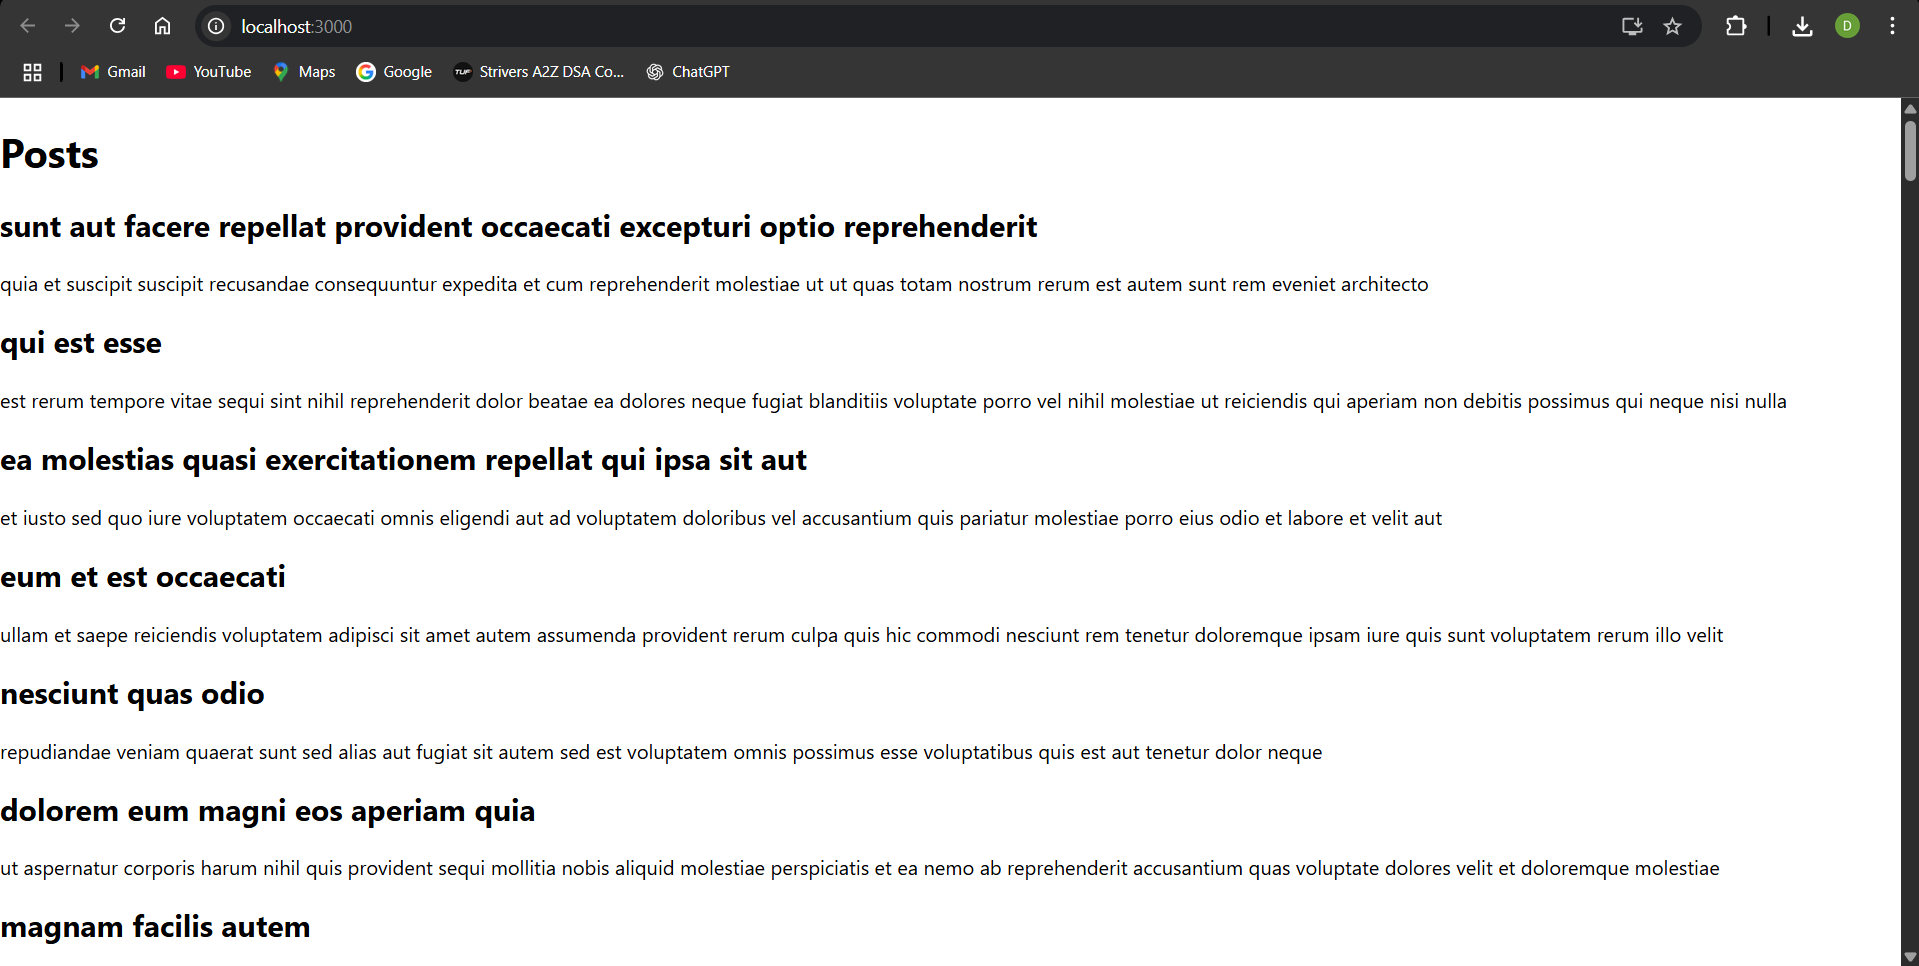 localhost:3000
D
Gmail
YouTube
Maps
Google
TUF Strivers A2Z DSA Co...
ChatGPT
Posts
sunt aut facere repellat provident occaecati excepturi optio reprehenderit
quia et suscipit suscipit recusandae consequuntur expedita et cum reprehenderit molestiae ut ut quas totam nostrum rerum est autem sunt rem eveniet architecto
qui est esse
est rerum tempore vitae sequi sint nihil reprehenderit dolor beatae ea dolores neque fugiat blanditiis voluptate porro vel nihil molestiae ut reiciendis qui aperiam non debitis possimus qui neque nisi nulla
ea molestias quasi exercitationem repellat qui ipsa sit aut
et iusto sed quo iure voluptatem occaecati omnis eligendi aut ad voluptatem doloribus vel accusantium quis pariatur molestiae porro eius odio et labore et velit aut
eum et est occaecati
ullam et saepe reiciendis voluptatem adipisci sit amet autem assumenda provident rerum culpa quis hic commodi nesciunt rem tenetur doloremque ipsam iure quis sunt voluptatem rerum illo velit
nesciunt quas odio
repudiandae veniam quaerat sunt sed alias aut fugiat sit autem sed est voluptatem omnis possimus esse voluptatibus quis est aut tenetur dolor neque
dolorem eum magni eos aperiam quia
ut aspernatur corporis harum nihil quis provident sequi mollitia nobis aliquid molestiae perspiciatis et ea nemo ab reprehenderit accusantium quas voluptate dolores velit et doloremque molestiae
magnam facilis autem